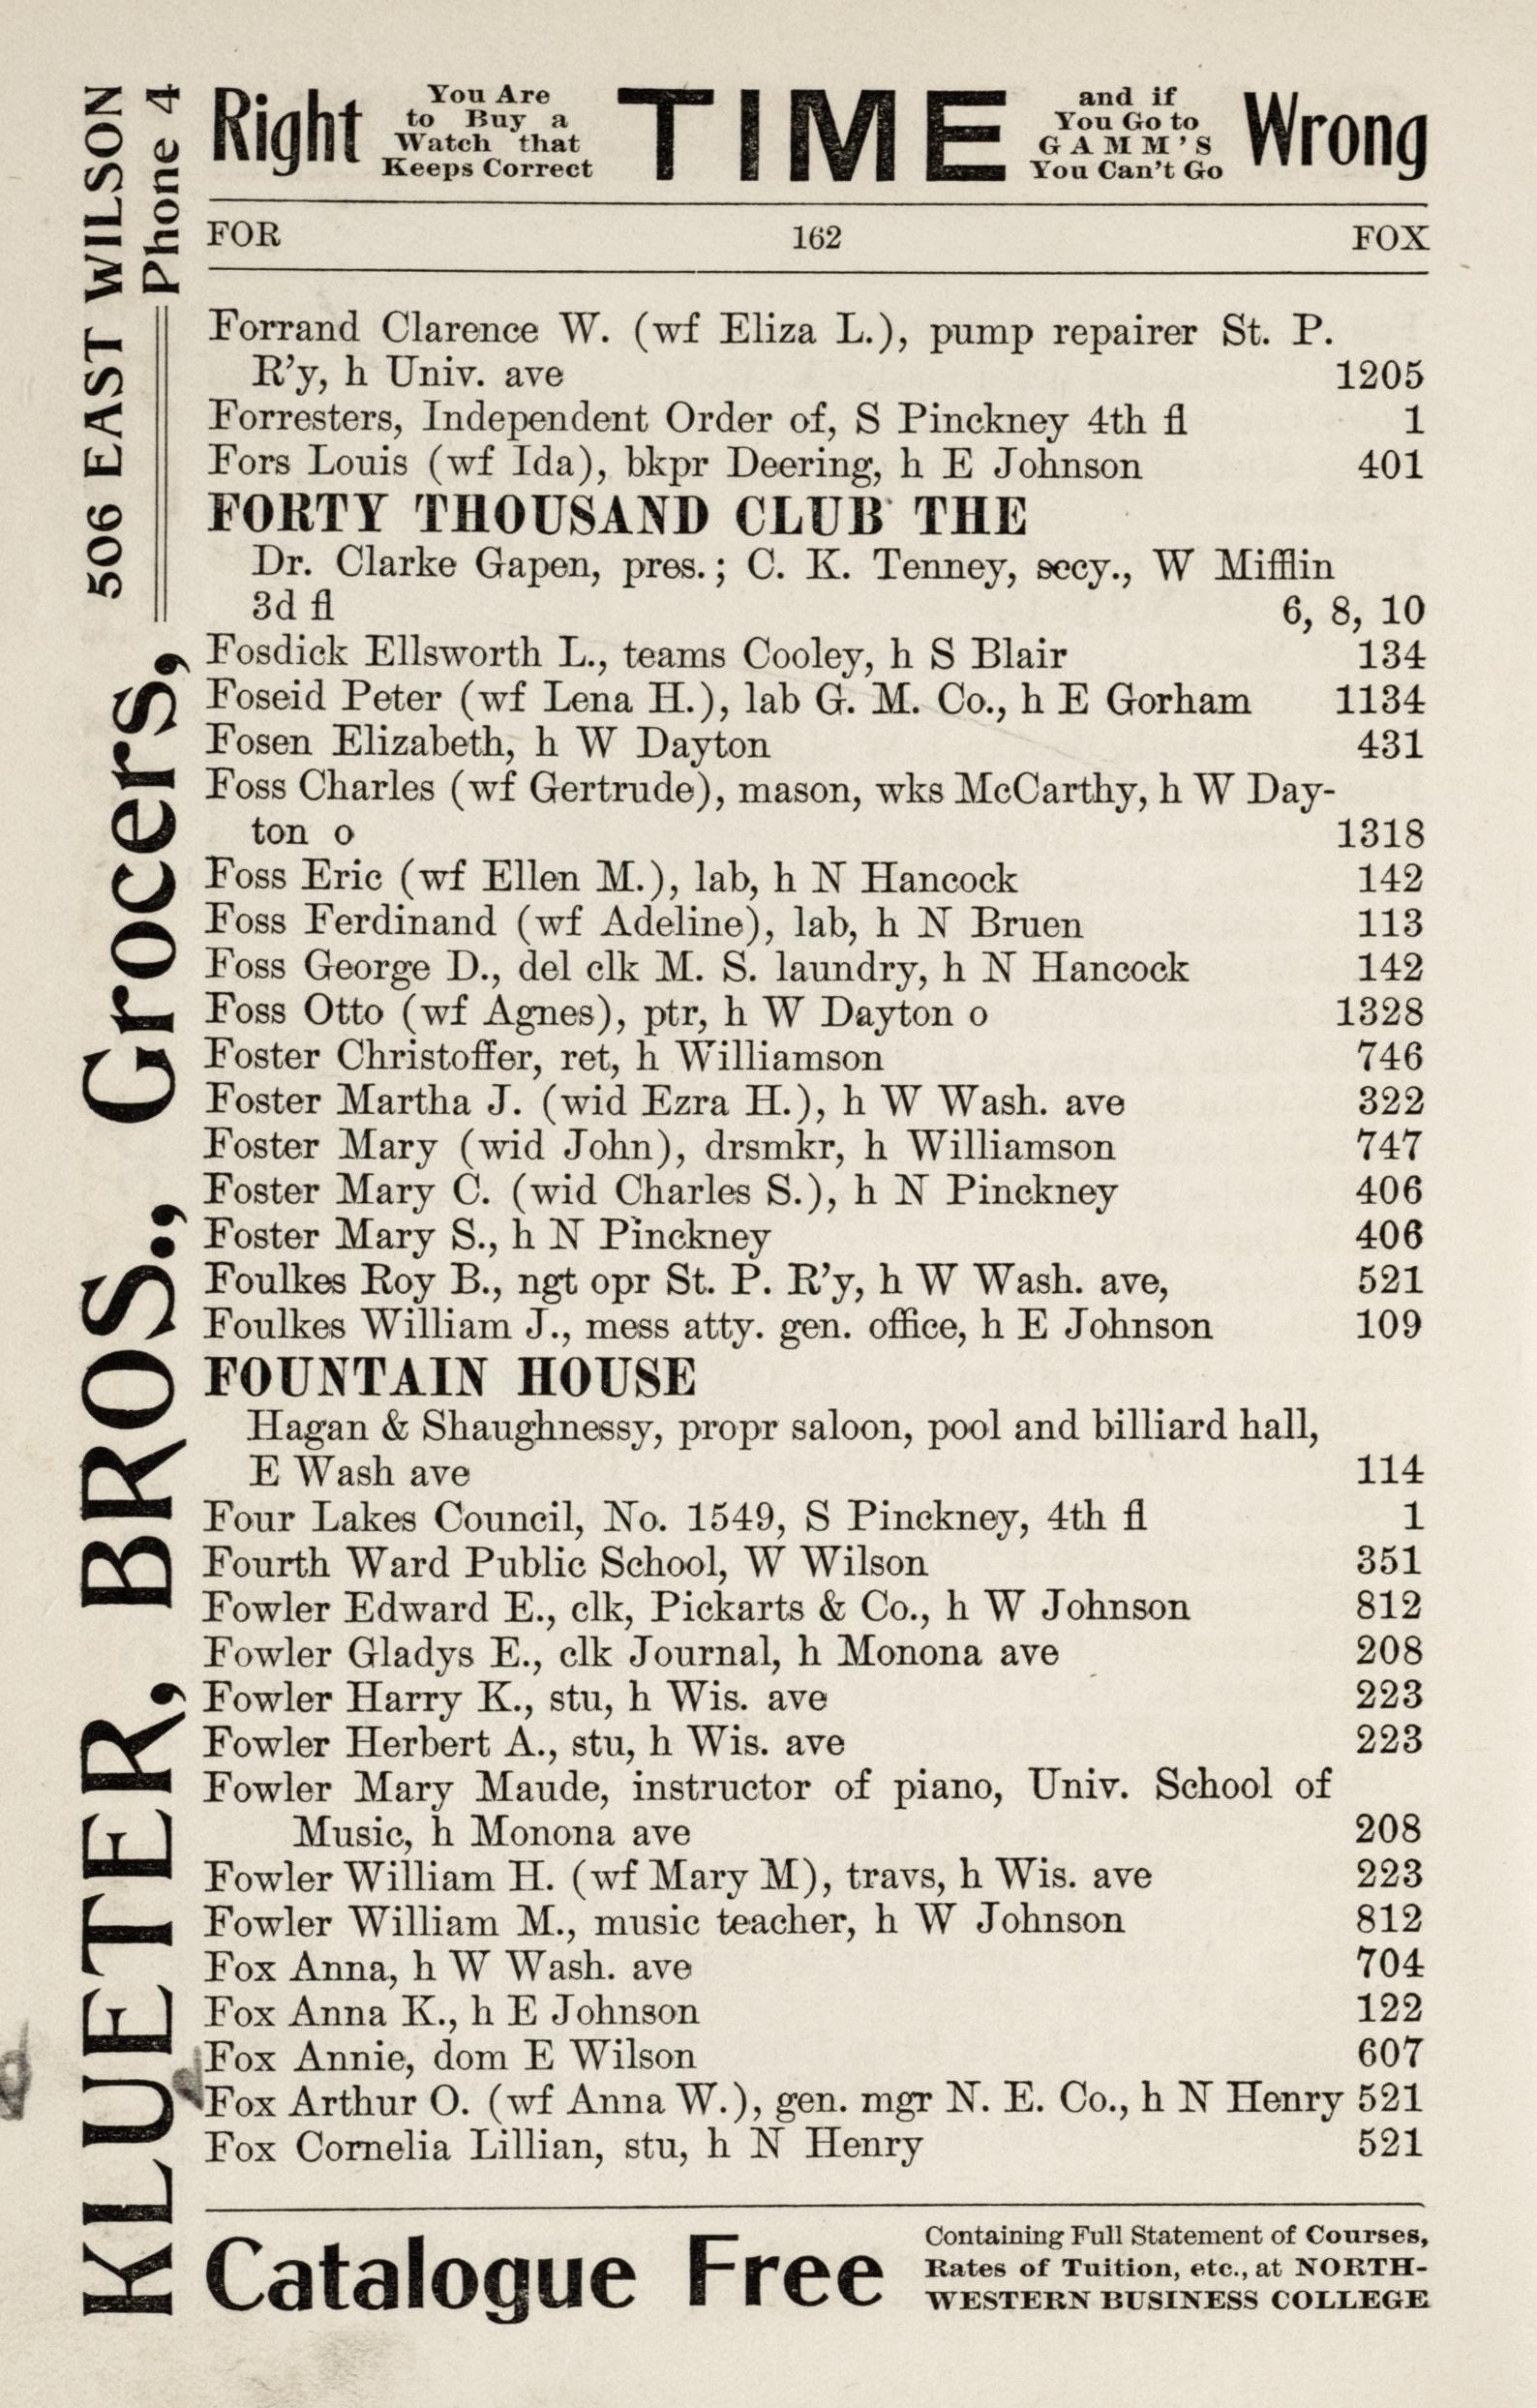 Right You Are to Buy a Watch that Keeps Correct TIME and if You Go to GAMM'S You Can't Go Wrong
FOR 162 FOX
Forrand Clarence W. (wf Eliza L.), pump repairer St. P.
R'y, h Univ. ave 1205
Forresters, Independent Order of, S Pinckney 4th fl 1
Fors Louis (wf Ida), bkpr Deering, h E Johnson 401
FORTY THOUSAND CLUB THE
Dr. Clarke Gapen, pres.; C. K. Tenney, secy., W Mifflin
3d fl 6, 8, 10
Fosdick Ellsworth L., teams Cooley, h S Blair 134
Foseid Peter (wf Lena H.), lab G. M. Co., h E Gorham 1134
Fosen Elizabeth, h W Dayton 431
Foss Charles (wf Gertrude), mason, wks McCarthy, h W Day-
ton o 1318
Foss Eric (wf Ellen M.), lab, h N Hancock 142
Foss Ferdinand (wf Adeline), lab, h N Bruen 113
Foss George D., del clk M. S. laundry, h N Hancock 142
Foss Otto (wf Agnes), ptr, h W Dayton o 1328
Foster Christoffer, ret, h Williamson 746
Foster Martha J. (wid Ezra H.), h W Wash. ave 322
Foster Mary (wid John), drsmkr, h Williamson 747
Foster Mary C. (wid Charles S.), h N Pinckney 406
Foster Mary S., h N Pinckney 406
Foulkes Roy B., ngt opr St. P. R'y, h W Wash. ave, 521
Foulkes William J., mess atty. gen. office, h E Johnson 109
FOUNTAIN HOUSE
Hagan & Shaughnessy, propr saloon, pool and billiard hall,
E Wash ave 114
Four Lakes Council, No. 1549, S Pinckney, 4th fl 1
Fourth Ward Public School, W Wilson 351
Fowler Edward E., clk, Pickarts & Co., h W Johnson 812
Fowler Gladys E., clk Journal, h Monona ave 208
Fowler Harry K., stu, h Wis. ave 223
Fowler Herbert A., stu, h Wis. ave 223
Fowler Mary Maude, instructor of piano, Univ. School of
Music, h Monona ave 208
Fowler William H. (wf Mary M), travs, h Wis. ave 223
Fowler William M., music teacher, h W Johnson 812
Fox Anna, h W Wash. ave 704
Fox Anna K., h E Johnson 122
Fox Annie, dom E Wilson 607
Fox Arthur O. (wf Anna W.), gen. mgr N. E. Co., h N Henry 521
Fox Cornelia Lillian, stu, h N Henry 521
Catalogue Free
Containing Full Statement of Courses,
Rates of Tuition, etc., at NORTH-
WESTERN BUSINESS COLLEGE
KLUETER, BROS., Grocers,
506 EAST WILSON
Phone 4